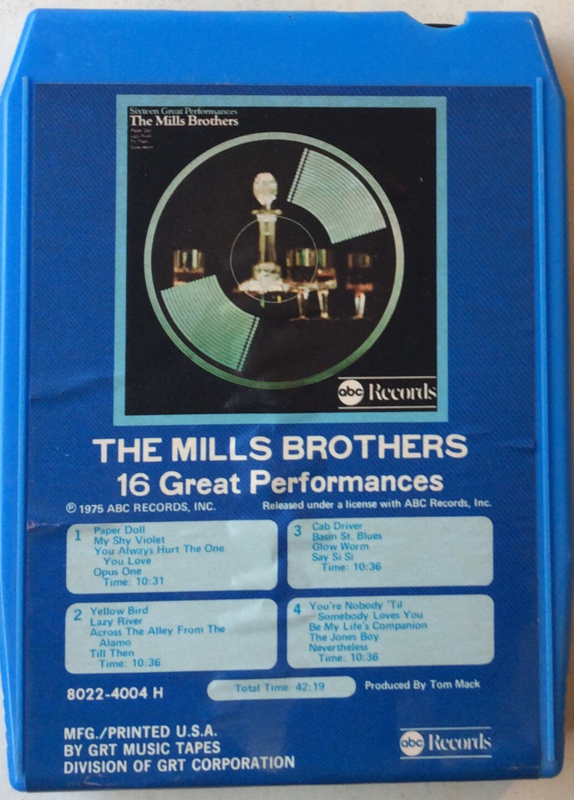 Sixteen Great Performances
The Mills Brothers
Paper Doll
Lazy River
Till Then
Glow Worm
abc Records
THE MILLS BROTHERS
16 Great Performances
℗ 1975 ABC RECORDS, INC. Released under a license with ABC Records, Inc.
1 Paper Doll
My Shy Violet
You Always Hurt The One
You Love
Opus One
Time: 10:31
2 Yellow Bird
Lazy River
Across The Alley From The
Alamo
Till Then
Time: 10:36
3 Cab Driver
Basin St. Blues
Glow Worm
Say Si Si
Time: 10:36
4 You're Nobody 'Til
Somebody Loves You
Be My Life's Companion
The Jones Boy
Nevertheless
Time: 10:36
8022-4004 H
Total Time: 42:19
Produced By Tom Mack
MFG./PRINTED U.S.A.
BY GRT MUSIC TAPES
DIVISION OF GRT CORPORATION
abc Records